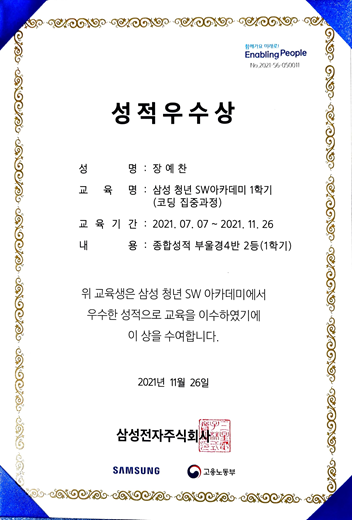 함께가요 미래로!
Enabling People
No.2021-S6-050011
성적우수상
성 명 : 장예찬
교 육 명 : 삼성 청년 SW아카데미 1학기
(코딩 집중과정)
교 육 기 간 : 2021. 07. 07 ~ 2021. 11. 26
내 용 : 종합성적 부울경4반 2등(1학기)
위 교육생은 삼성 청년 SW 아카데미에서
우수한 성적으로 교육을 이수하였기에
이 상을 수여합니다.
2021년 11월 26일
삼성전자주식회사
SAMSUNG 고용노동부